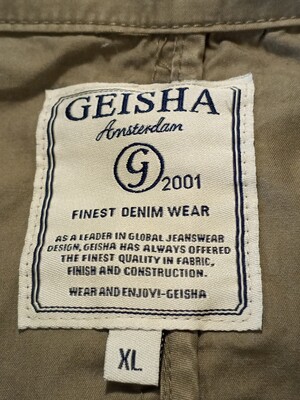 GEISHA
Amsterdam
G 2001
FINEST DENIM WEAR
AS A LEADER IN GLOBAL JEANSWEAR
DESIGN, GEISHA HAS ALWAYS OFFERED
THE FINEST QUALITY IN FABRIC,
FINISH AND CONSTRUCTION.
WEAR AND ENJOY!-GEISHA
XL